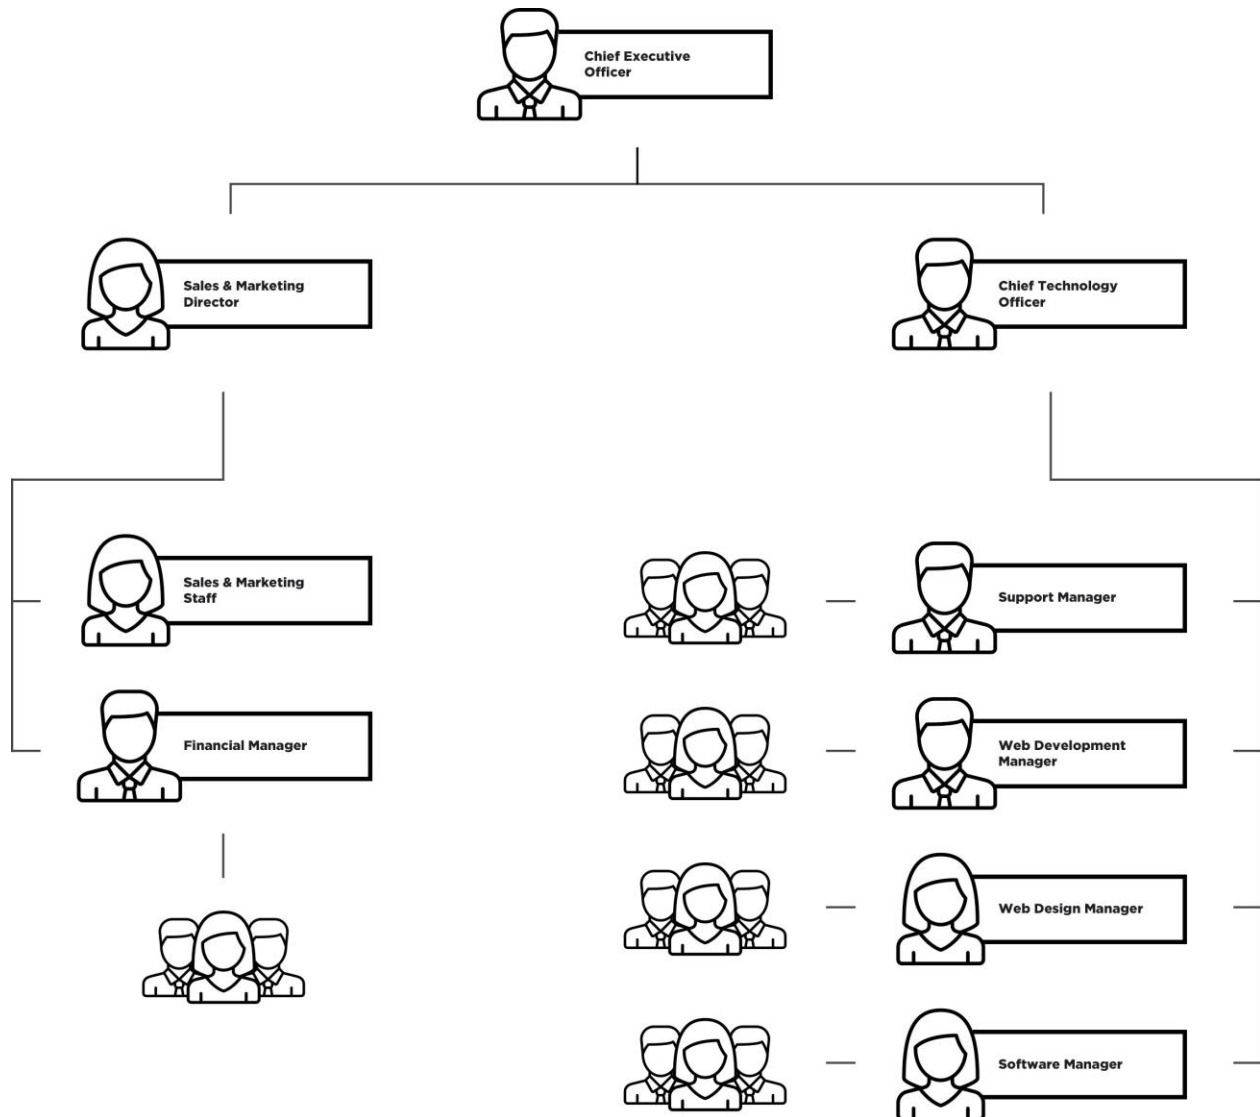 Chief Executive
Officer
Sales & Marketing
Director
Chief Technology
Officer
Sales & Marketing
Staff
Financial Manager
Support Manager
Web Development
Manager
Web Design Manager
Software Manager